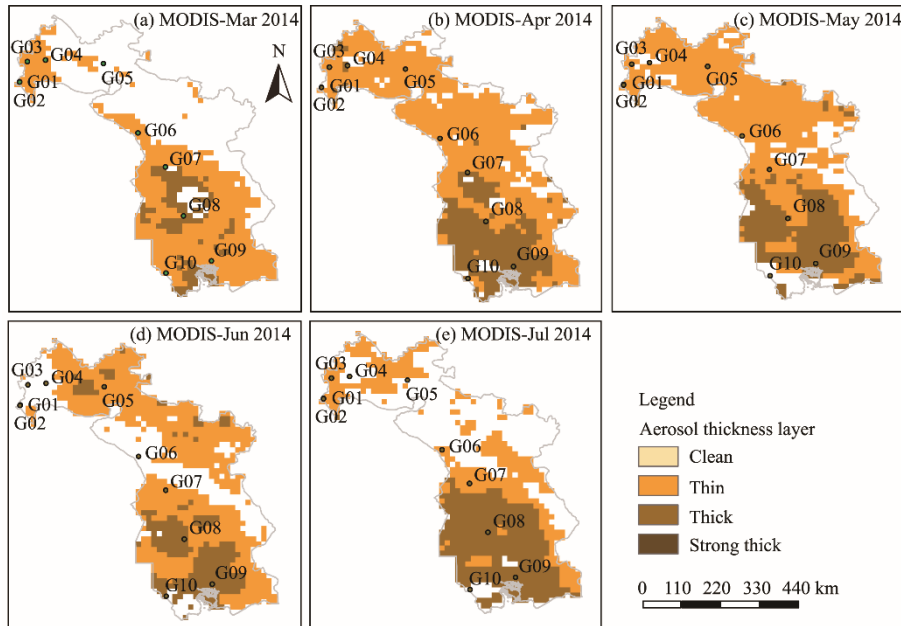 (a) MODIS-Mar 2014
G03
G04
G05
G01
G02
N
G06
G07
G08
G09
G10
(b) MODIS-Apr 2014
G03
G04
G05
G01
G02
G06
G07
G08
G09
G10
(c) MODIS-May 2014
G03
G04
G05
G01
G02
G06
G07
G08
G09
G10
(d) MODIS-Jun 2014
G03
G04
G05
G01
G02
G06
G07
G08
G09
G10
(e) MODIS-Jul 2014
G03
G04
G05
G01
G02
G06
G07
G08
G09
G10
Legend
Aerosol thickness layer
Clean
Thin
Thick
Strong thick
0 110 220 330 440 km